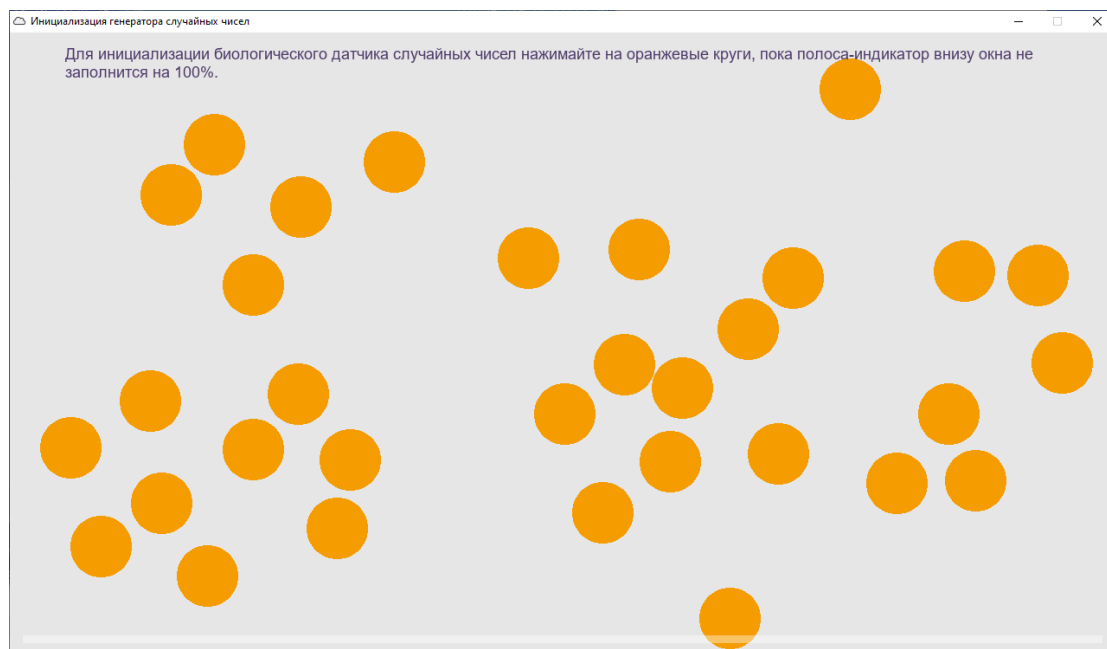 Инициализация генератора случайных чисел
Для инициализации биологического датчика случайных чисел нажимайте на оранжевые круги, пока полоса-индикатор внизу окна не
заполнится на 100%.